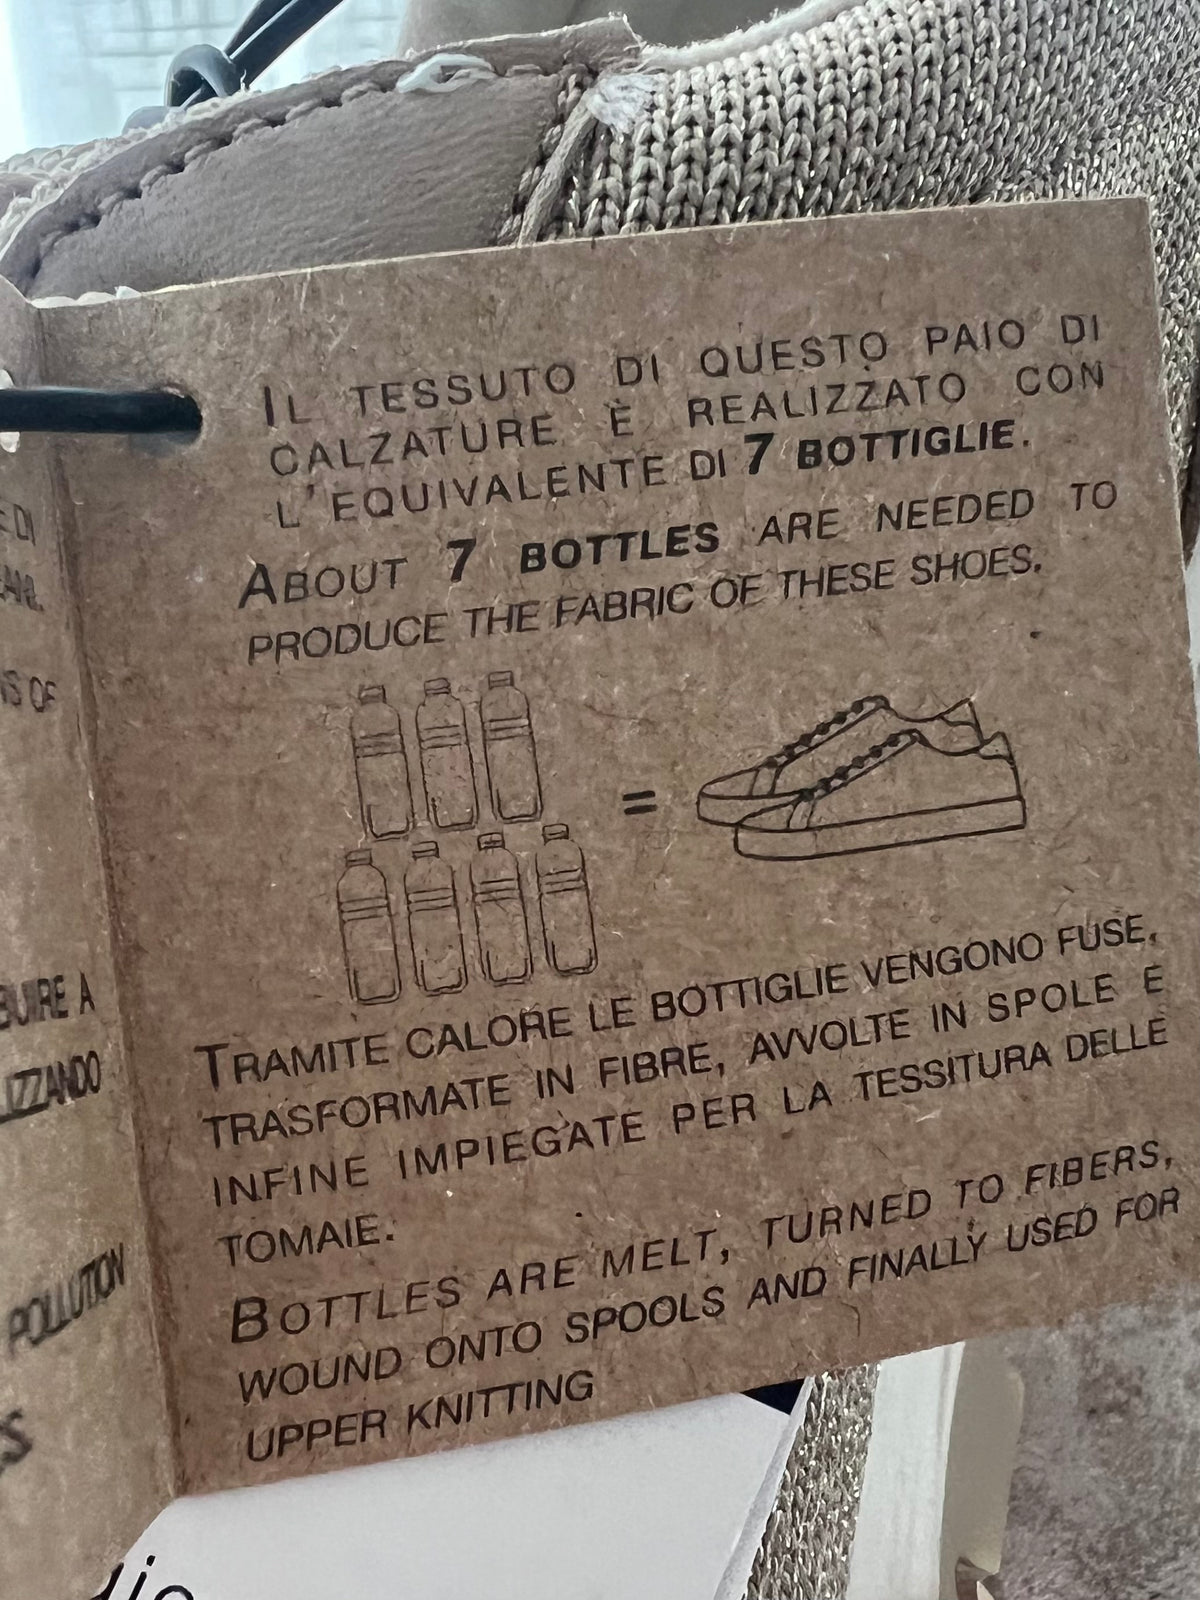 IL TESSUTO DI QUESTO PAIO DI
CALZATURE È REALIZZATO CON
L'EQUIVALENTE DI 7 BOTTIGLIE.
ABOUT 7 BOTTLES ARE NEEDED TO
PRODUCE THE FABRIC OF THESE SHOES.
=
TRAMITE CALORE LE BOTTIGLIE VENGONO FUSE,
TRASFORMATE IN FIBRE, AVVOLTE IN SPOLE E
INFINE IMPIEGATE PER LA TESSITURA DELLE
TOMAIE.
BOTTLES ARE MELT, TURNED TO FIBERS,
WOUND ONTO SPOOLS AND FINALLY USED FOR
UPPER KNITTING
OF
A
POLLUTION